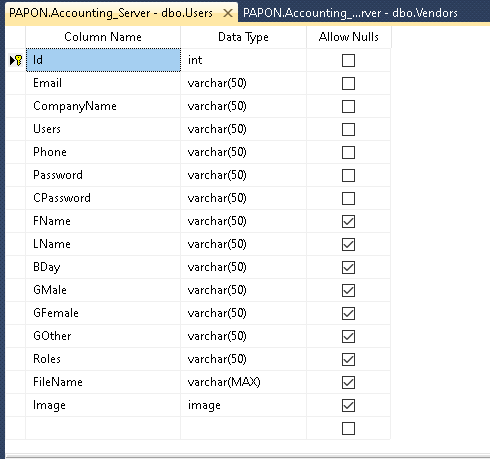 PAPON.Accounting_Server - dbo.Users PAPON.Accounting_...rver - dbo.Vendors
Column Name Data Type Allow Nulls
Id int
Email varchar(50)
CompanyName varchar(50)
Users varchar(50)
Phone varchar(50)
Password varchar(50)
CPassword varchar(50)
FName varchar(50)
LName varchar(50)
BDay varchar(50)
GMale varchar(50)
GFemale varchar(50)
GOther varchar(50)
Roles varchar(50)
FileName varchar(MAX)
Image image